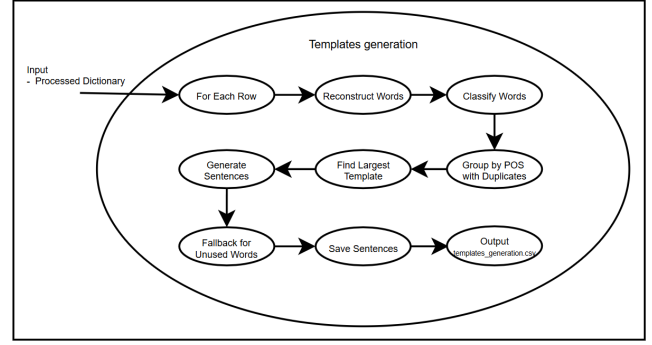 Templates generation
Input
- Processed Dictionary
For Each Row
Reconstruct Words
Classify Words
Group by POS
with Duplicates
Find Largest
Template
Generate
Sentences
Fallback for
Unused Words
Save Sentences
Output
templates_generation.csv